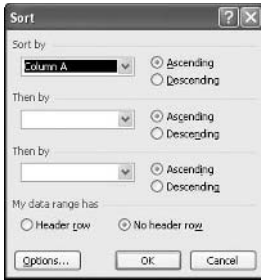 Sort
Sort by
Column A
Ascending
Descending
Then by
Ascending
Descending
Then by
Ascending
Descending
My data range has
Header row
No header row
Options...
OK
Cancel